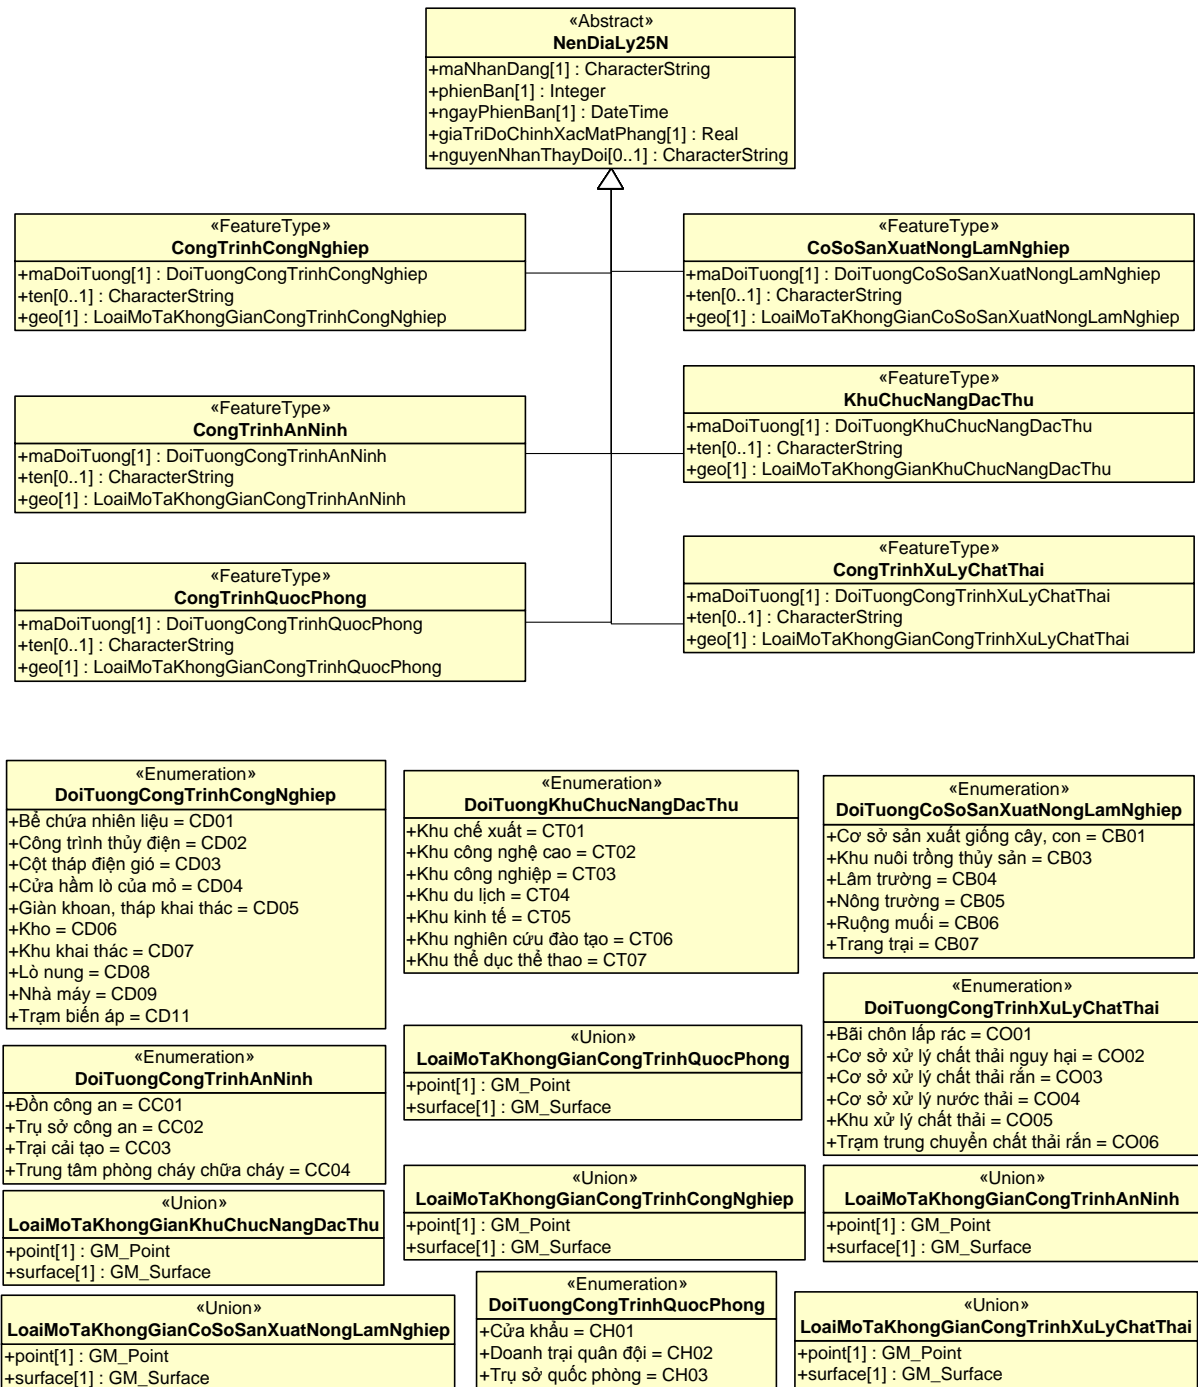 «Abstract»
NenDiaLy25N
+maNhanDang[1] : CharacterString
+phienBan[1] : Integer
+ngayPhienBan[1] : DateTime
+giaTriDoChinhXacMatPhang[1] : Real
+nguyenNhanThayDoi[0..1] : CharacterString
«FeatureType»
CongTrinhCongNghiep
+maDoiTuong[1] : DoiTuongCongTrinhCongNghiep
+ten[0..1] : CharacterString
+geo[1] : LoaiMoTaKhongGianCongTrinhCongNghiep
«FeatureType»
CoSoSanXuatNongLamNghiep
+maDoiTuong[1] : DoiTuongCoSoSanXuatNongLamNghiep
+ten[0..1] : CharacterString
+geo[1] : LoaiMoTaKhongGianCoSoSanXuatNongLamNghiep
«FeatureType»
CongTrinhAnNinh
+maDoiTuong[1] : DoiTuongCongTrinhAnNinh
+ten[0..1] : CharacterString
+geo[1] : LoaiMoTaKhongGianCongTrinhAnNinh
«FeatureType»
KhuChucNangDacThu
+maDoiTuong[1] : DoiTuongKhuChucNangDacThu
+ten[0..1] : CharacterString
+geo[1] : LoaiMoTaKhongGianKhuChucNangDacThu
«FeatureType»
CongTrinhQuocPhong
+maDoiTuong[1] : DoiTuongCongTrinhQuocPhong
+ten[0..1] : CharacterString
+geo[1] : LoaiMoTaKhongGianCongTrinhQuocPhong
«FeatureType»
CongTrinhXuLyChatThai
+maDoiTuong[1] : DoiTuongCongTrinhXuLyChatThai
+ten[0..1] : CharacterString
+geo[1] : LoaiMoTaKhongGianCongTrinhXuLyChatThai
«Enumeration»
DoiTuongCongTrinhCongNghiep
+Bể chứa nhiên liệu = CD01
+Công trình thủy điện = CD02
+Cột tháp điện gió = CD03
+Cửa hầm lò của mỏ = CD04
+Giàn khoan, tháp khai thác = CD05
+Kho = CD06
+Khu khai thác = CD07
+Lò nung = CD08
+Nhà máy = CD09
+Trạm biến áp = CD11
«Enumeration»
DoiTuongKhuChucNangDacThu
+Khu chế xuất = CT01
+Khu công nghệ cao = CT02
+Khu công nghiệp = CT03
+Khu du lịch = CT04
+Khu kinh tế = CT05
+Khu nghiên cứu đào tạo = CT06
+Khu thể dục thể thao = CT07
«Enumeration»
DoiTuongCoSoSanXuatNongLamNghiep
+Cơ sở sản xuất giống cây, con = CB01
+Khu nuôi trồng thủy sản = CB03
+Lâm trường = CB04
+Nông trường = CB05
+Ruộng muối = CB06
+Trang trại = CB07
«Enumeration»
DoiTuongCongTrinhXuLyChatThai
+Bãi chôn lấp rác = CO01
+Cơ sở xử lý chất thải nguy hại = CO02
+Cơ sở xử lý chất thải rắn = CO03
+Cơ sở xử lý nước thải = CO04
+Khu xử lý chất thải = CO05
+Trạm trung chuyển chất thải rắn = CO06
«Enumeration»
DoiTuongCongTrinhAnNinh
+Đồn công an = CC01
+Trụ sở công an = CC02
+Trại cải tạo = CC03
+Trung tâm phòng cháy chữa cháy = CC04
«Union»
LoaiMoTaKhongGianCongTrinhQuocPhong
+point[1] : GM_Point
+surface[1] : GM_Surface
«Union»
LoaiMoTaKhongGianKhuChucNangDacThu
+point[1] : GM_Point
+surface[1] : GM_Surface
«Union»
LoaiMoTaKhongGianCongTrinhCongNghiep
+point[1] : GM_Point
+surface[1] : GM_Surface
«Union»
LoaiMoTaKhongGianCongTrinhAnNinh
+point[1] : GM_Point
+surface[1] : GM_Surface
«Union»
LoaiMoTaKhongGianCoSoSanXuatNongLamNghiep
+point[1] : GM_Point
+surface[1] : GM_Surface
«Enumeration»
DoiTuongCongTrinhQuocPhong
+Cửa khẩu = CH01
+Doanh trại quân đội = CH02
+Trụ sở quốc phòng = CH03
«Union»
LoaiMoTaKhongGianCongTrinhXuLyChatThai
+point[1] : GM_Point
+surface[1] : GM_Surface